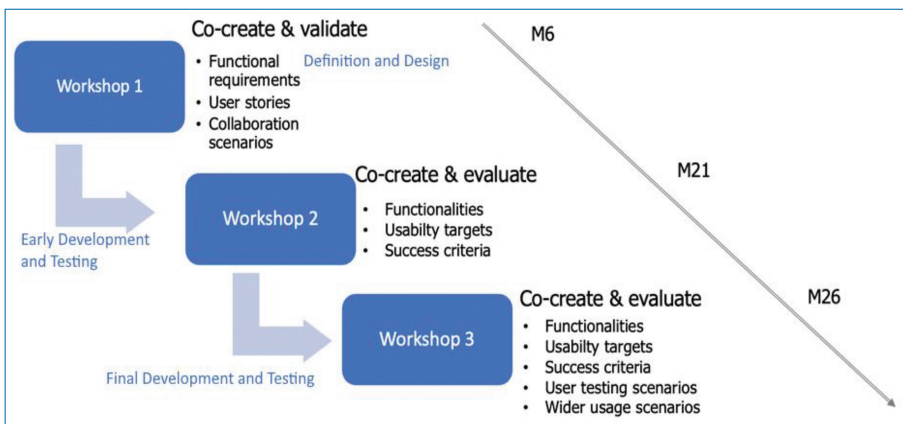 Co-create & validate
M6
• Functional requirements
Definition and Design
Workshop 1
• User stories
• Collaboration scenarios
Co-create & evaluate
M21
Workshop 2
• Functionalities
• Usabilty targets
• Success criteria
Early Development
and Testing
Co-create & evaluate
M26
Workshop 3
• Functionalities
• Usabilty targets
• Success criteria
• User testing scenarios
• Wider usage scenarios
Final Development and Testing